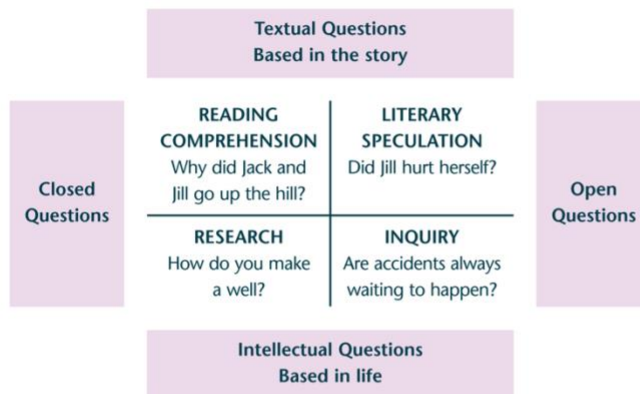 Textual Questions
Based in the story
Closed
Questions
READING
COMPREHENSION
Why did Jack and
Jill go up the hill?
LITERARY
SPECULATION
Did Jill hurt herself?
RESEARCH
How do you make
a well?
INQUIRY
Are accidents always
waiting to happen?
Open
Questions
Intellectual Questions
Based in life